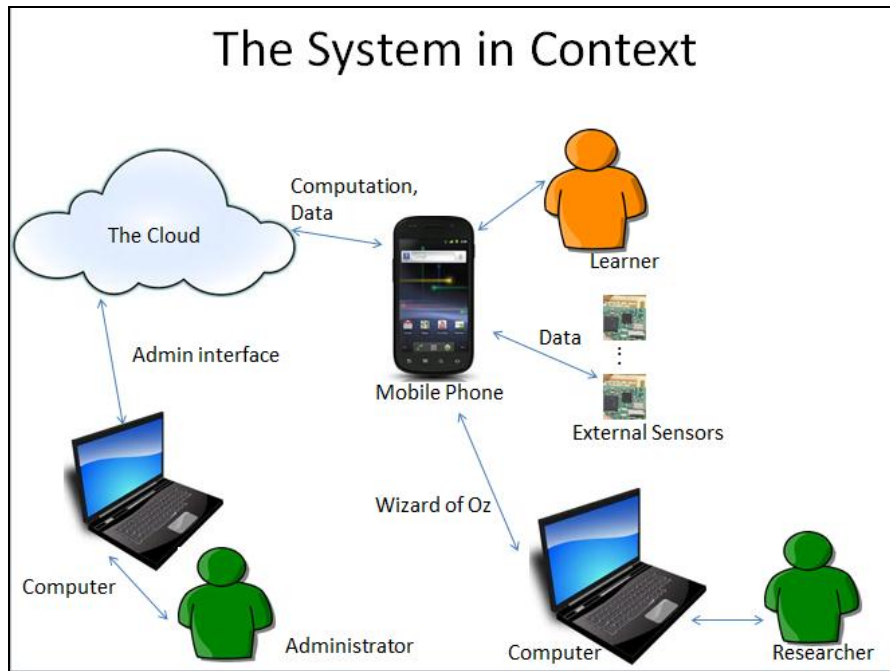 The System in Context
Computation,
Data
The Cloud
Learner
Data
Admin interface
Mobile Phone
External Sensors
Wizard of Oz
Computer
Administrator
Computer
Researcher